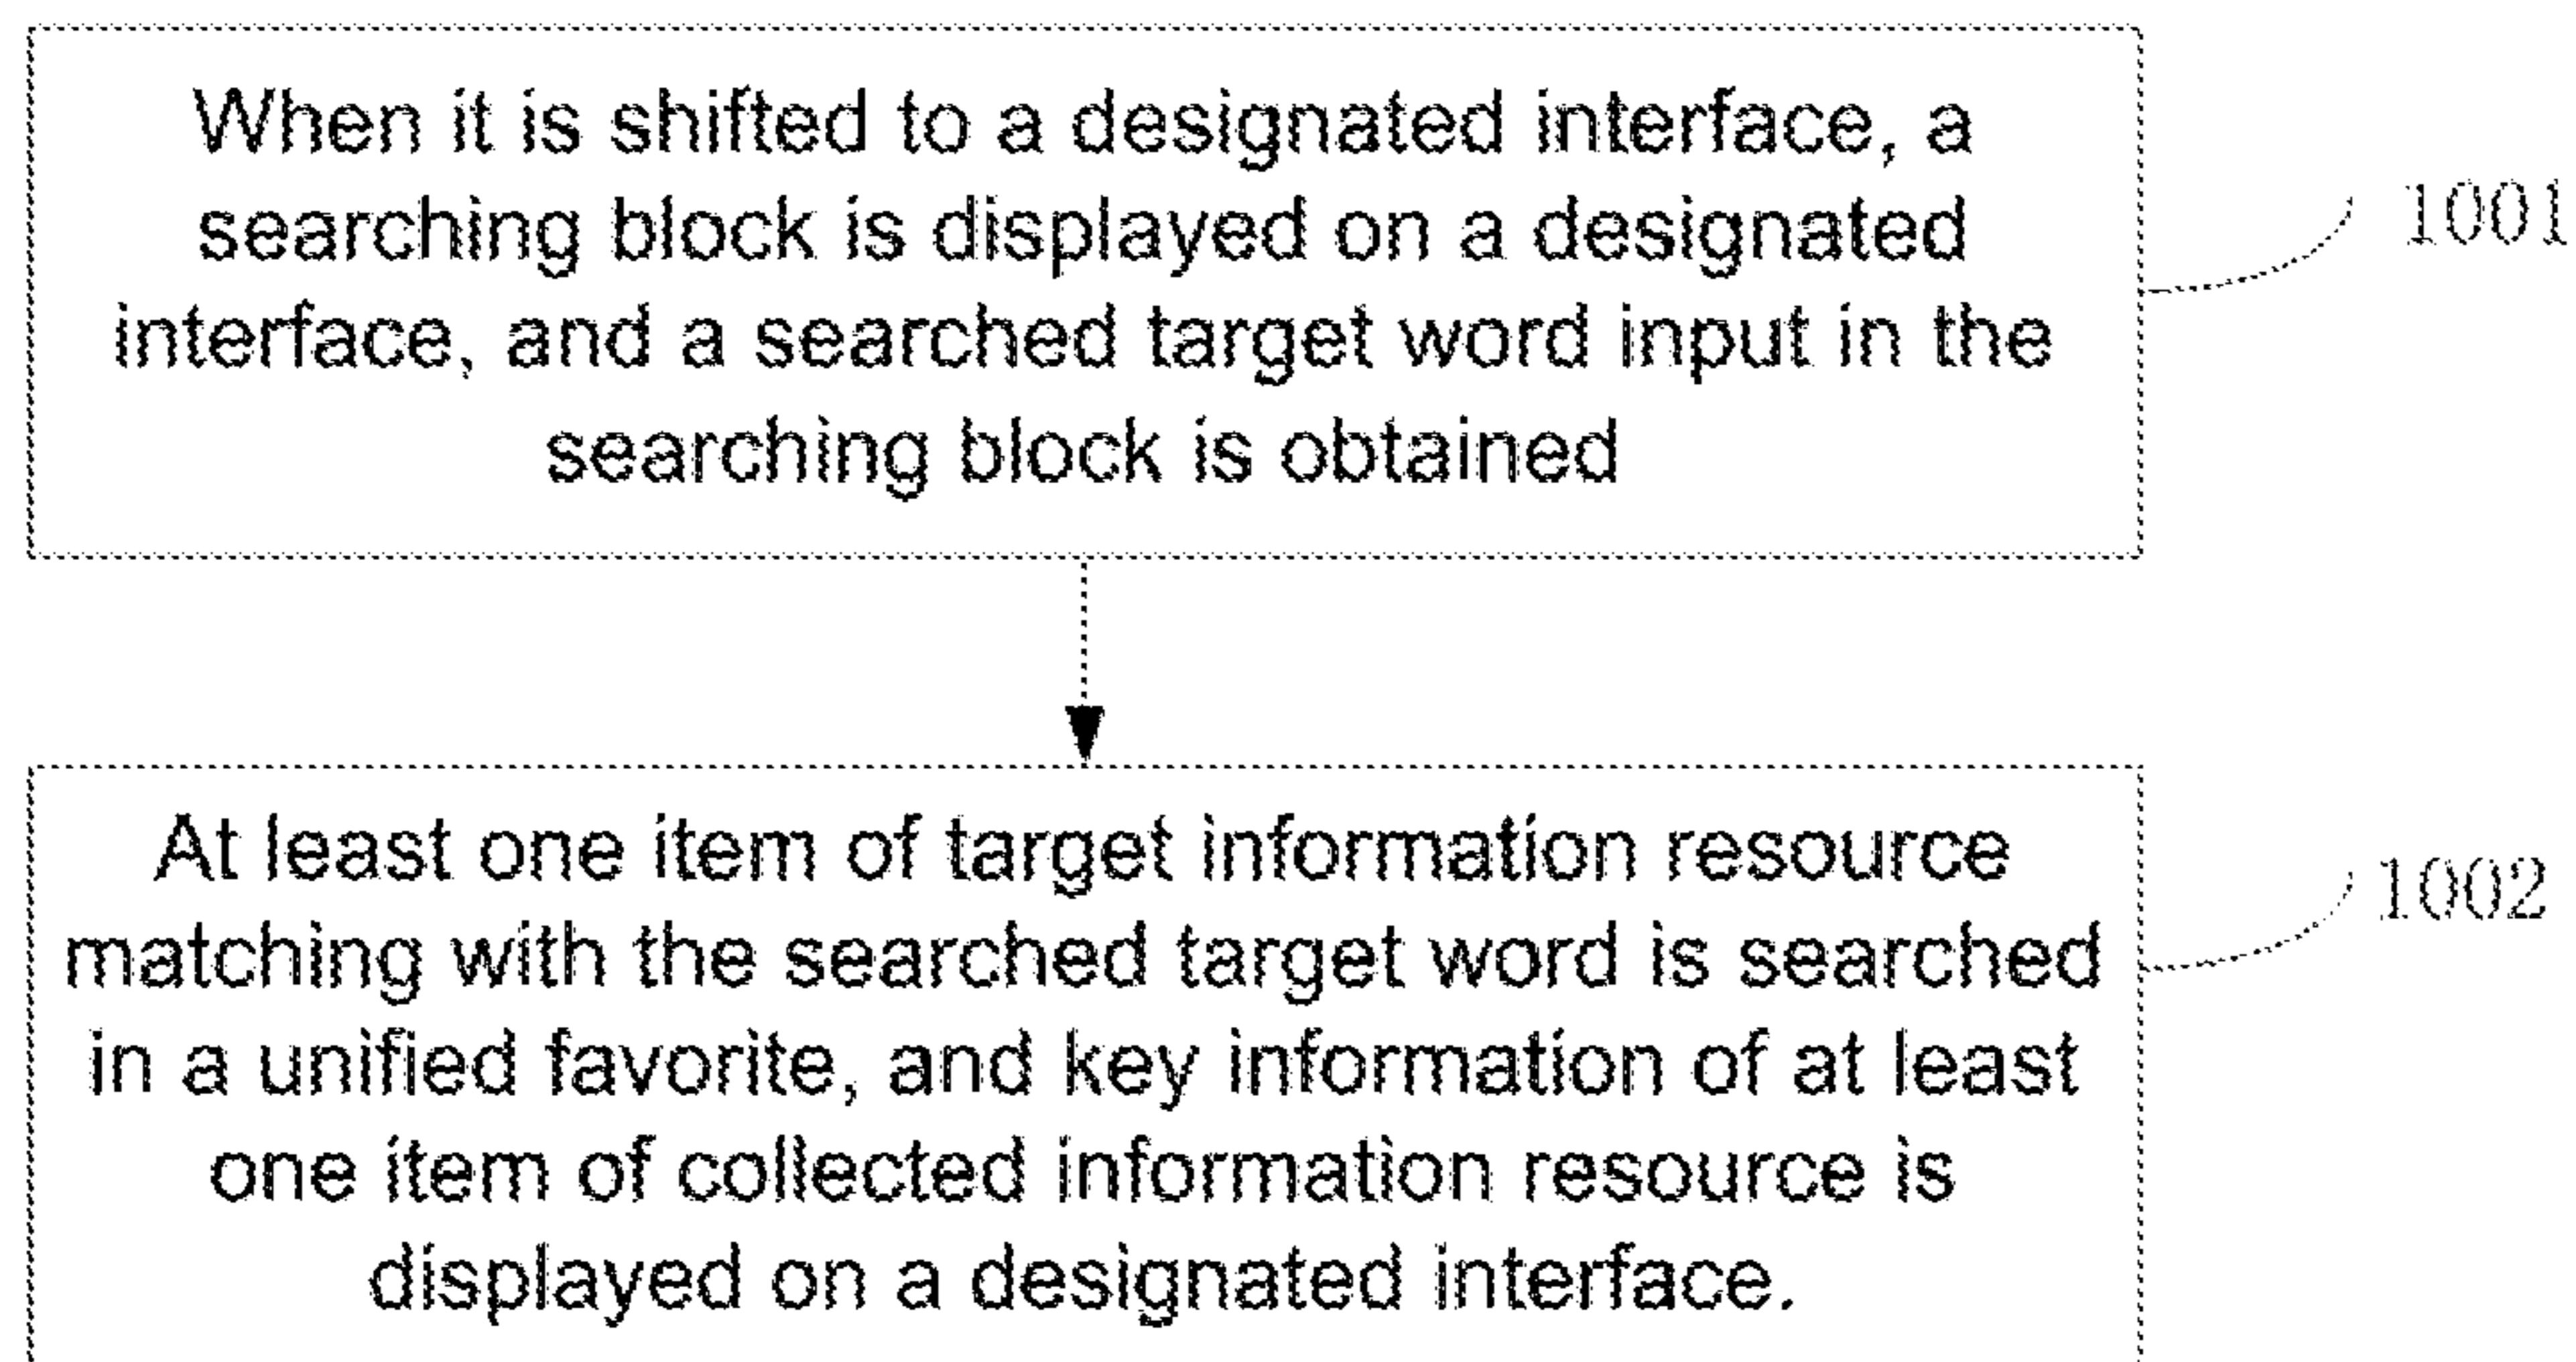 When it is shifted to a designated interface, a
searching block is displayed on a designated
interface, and a searched target word input in the
searching block is obtained
1001
At least one item of target information resource
matching with the searched target word is searched
in a unified favorite, and key information of at least
one item of collected information resource is
displayed on a designated interface.
1002